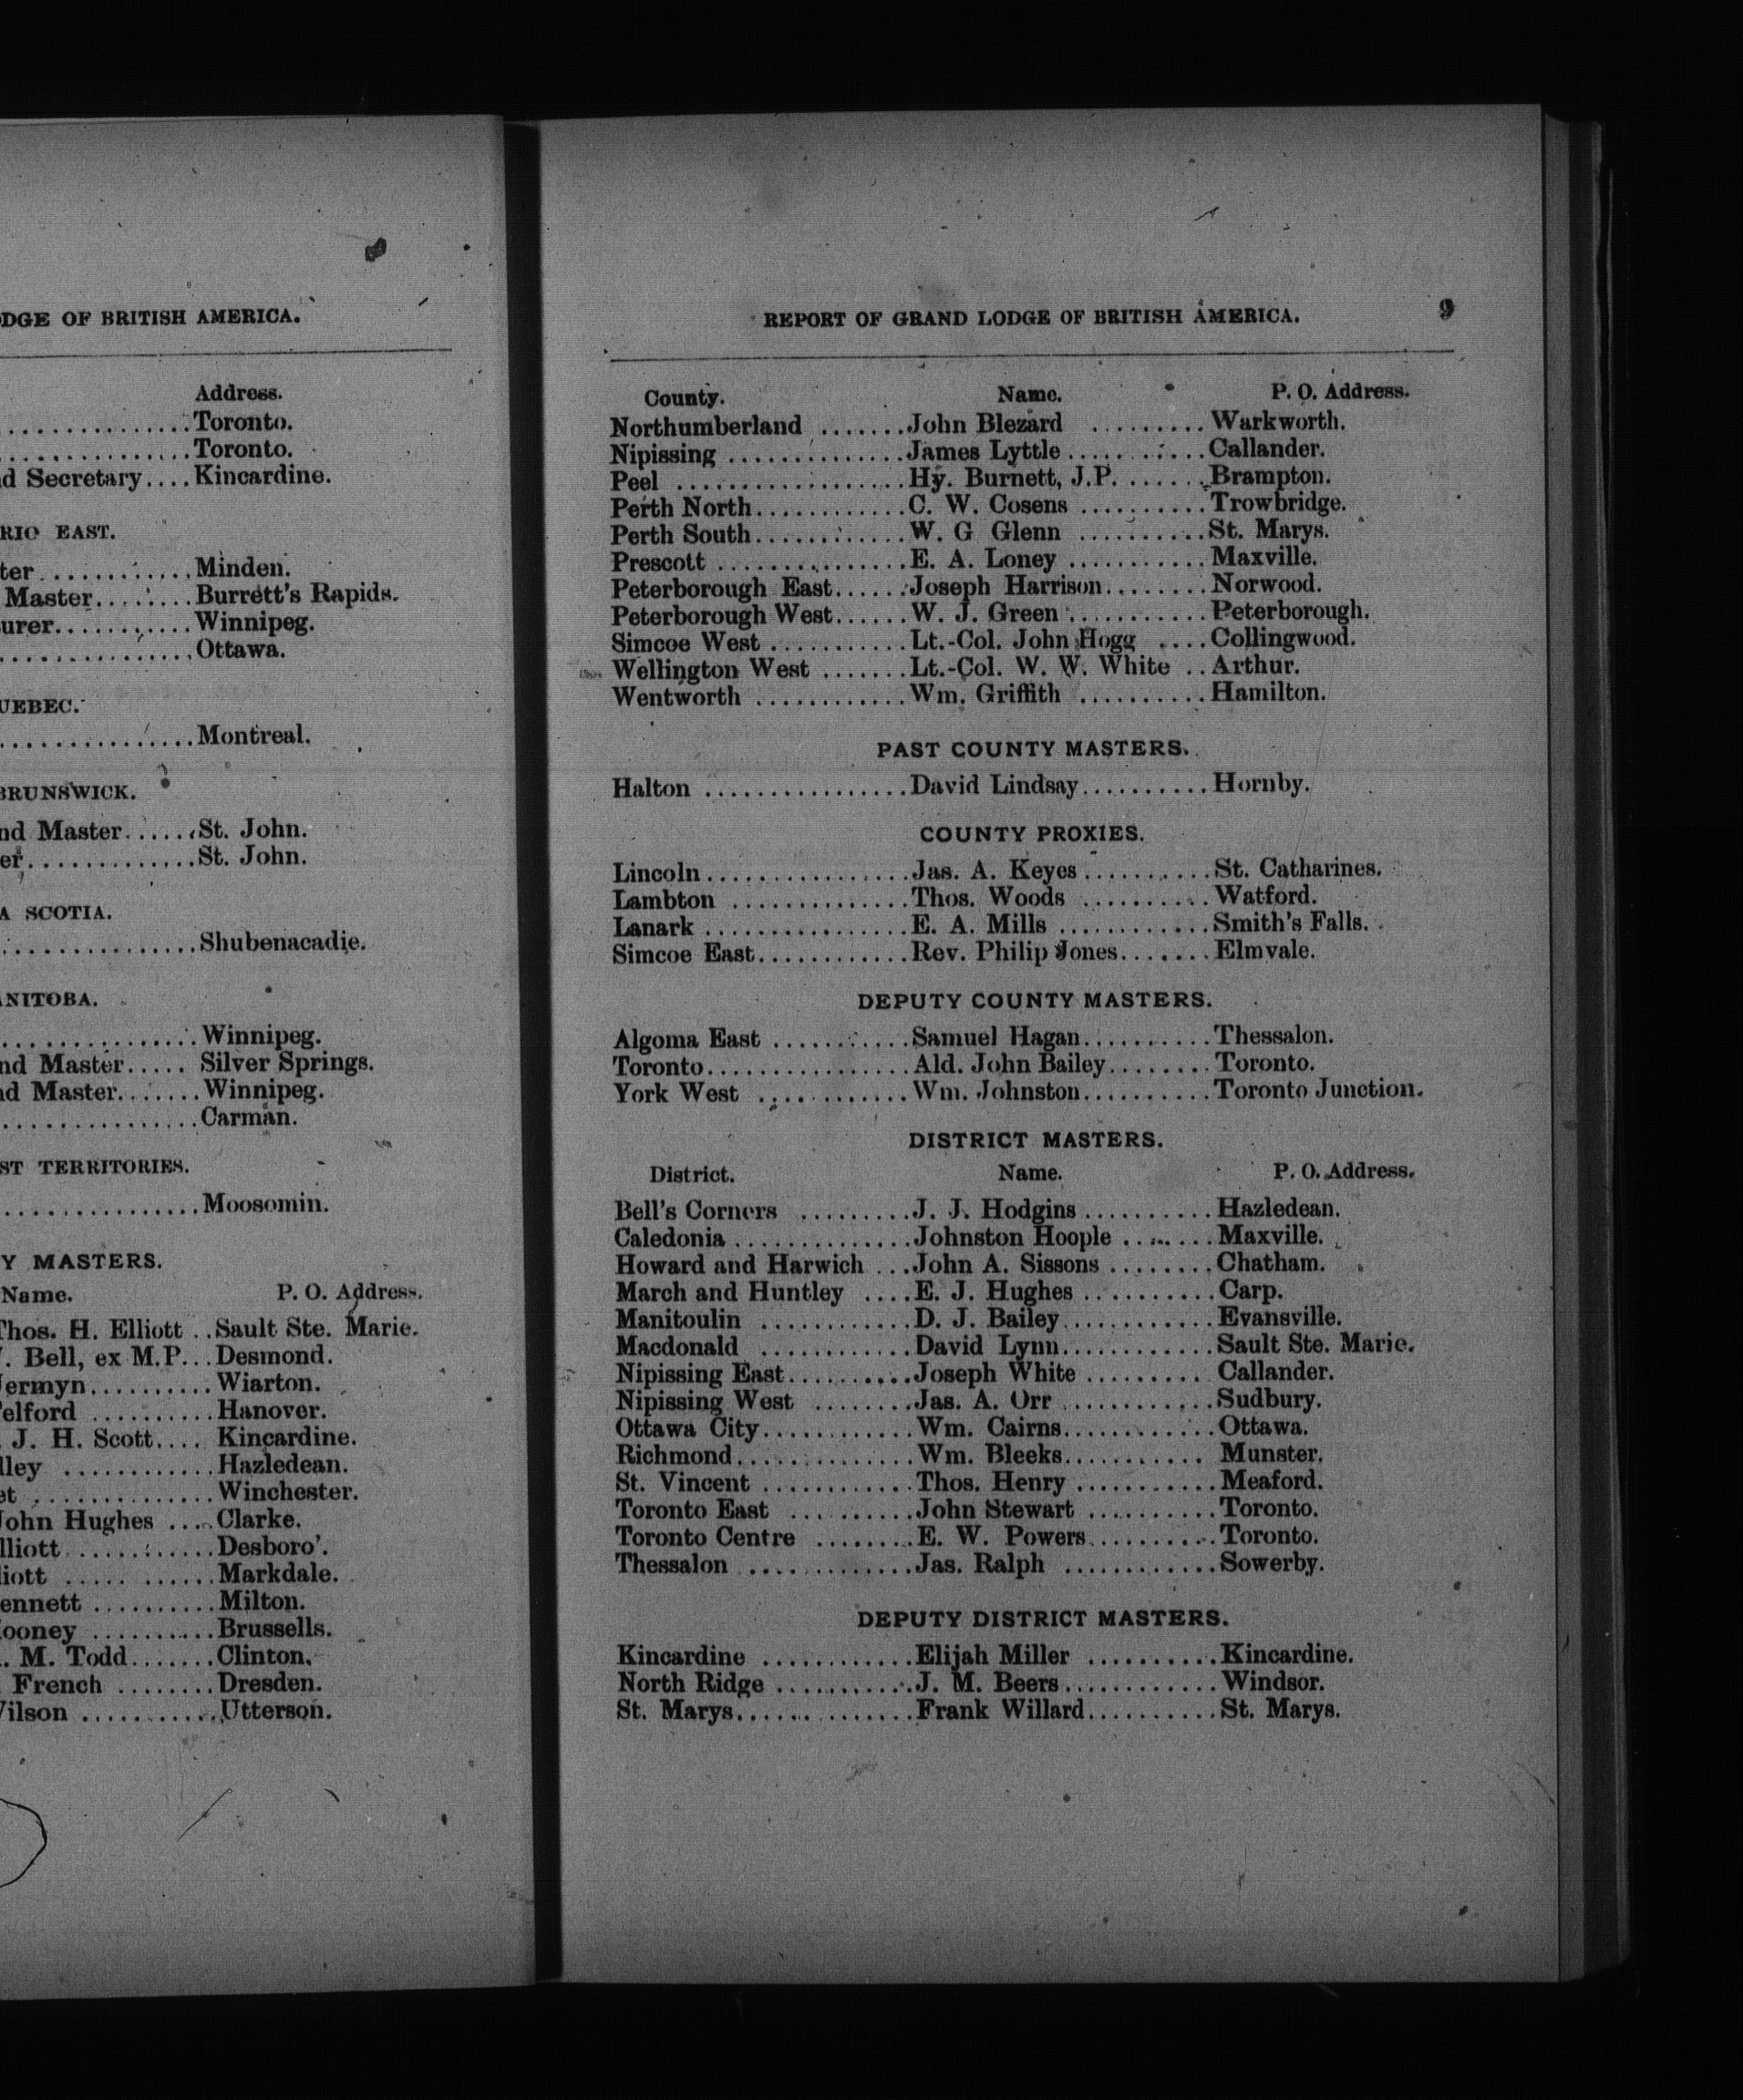 DGE OF BRITISH AMERICA.
Address.
Toronto.
Toronto.
d Secretary.... Kincardine.
RIO EAST.
ter............ Minden.
Master........ Burrett's Rapids.
urer........... Winnipeg.
Ottawa.
UEBEC.
Montreal.
BRUNSWICK.
nd Master...... St. John.
er............. St. John.
A SCOTIA.
Shubenacadie.
ANITOBA.
Winnipeg.
nd Master..... Silver Springs.
nd Master....... Winnipeg.
Carman.
ST TERRITORIES.
Moosomin.
Y MASTERS.
Name. P. O. Address.
Thos. H. Elliott .. Sault Ste. Marie.
. Bell, ex M.P... Desmond.
Jermyn.......... Wiarton.
elford .......... Hanover.
. J. H. Scott.... Kincardine.
lley ............ Hazledean.
et .............. Winchester.
John Hughes .... Clarke.
lliott ............ Desboro'.
liott ............ Markdale.
ennett .......... Milton.
ooney .......... Brussells.
. M. Todd....... Clinton.
French ........ Dresden.
Wilson ........... Utterson.
REPORT OF GRAND LODGE OF BRITISH AMERICA. 9
County. Name. P. O. Address.
Northumberland ....... John Blezard ......... Warkworth.
Nipissing .............. James Lyttle ......... Callander.
Peel .................. Hy. Burnett, J.P. ...... Brampton.
Perth North............ C. W. Cosens .......... Trowbridge.
Perth South............ W. G Glenn .......... St. Marys.
Prescott ............... E. A. Loney ........... Maxville.
Peterborough East...... Joseph Harrison........ Norwood.
Peterborough West...... W. J. Green ........... Peterborough.
Simcoe West ........... Lt.-Col. John Hogg .... Collingwood.
Wellington West ....... Lt.-Col. W. W. White .. Arthur.
Wentworth ............ Wm. Griffith .......... Hamilton.
PAST COUNTY MASTERS.
Halton ................ David Lindsay.......... Hornby.
COUNTY PROXIES.
Lincoln................ Jas. A. Keyes .......... St. Catharines.
Lambton .............. Thos. Woods .......... Watford.
Lanark ................ E. A. Mills ............ Smith's Falls.
Simcoe East............ Rev. Philip Jones....... Elmvale.
DEPUTY COUNTY MASTERS.
Algoma East ........... Samuel Hagan.......... Thessalon.
Toronto................ Ald. John Bailey........ Toronto.
York West ............ Wm. Johnston.......... Toronto Junction.
DISTRICT MASTERS.
District. Name. P. O. Address.
Bell's Corners ......... J. J. Hodgins .......... Hazledean.
Caledonia .............. Johnston Hoople ....... Maxville.
Howard and Harwich ... John A. Sissons ........ Chatham.
March and Huntley .... E. J. Hughes .......... Carp.
Manitoulin ............ D. J. Bailey............ Evansville.
Macdonald ............ David Lynn............ Sault Ste. Marie.
Nipissing East.......... Joseph White ......... Callander.
Nipissing West ........ Jas. A. Orr ............ Sudbury.
Ottawa City............ Wm. Cairns............ Ottawa.
Richmond.............. Wm. Bleeks........... Munster.
St. Vincent ............ Thos. Henry ........... Meaford.
Toronto East .......... John Stewart .......... Toronto.
Toronto Centre ........ E. W. Powers.......... Toronto.
Thessalon ............. Jas. Ralph ............ Sowerby.
DEPUTY DISTRICT MASTERS.
Kincardine ............ Elijah Miller .......... Kincardine.
North Ridge ........... J. M. Beers............ Windsor.
St. Marys.............. Frank Willard.......... St. Marys.